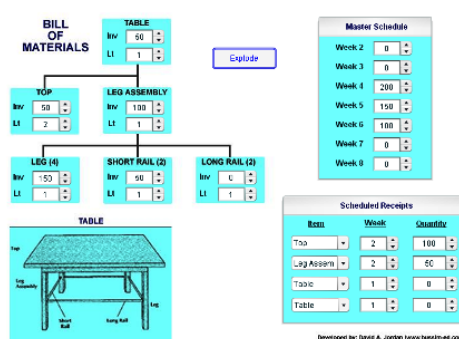 BILL
OF
MATERIALS
TABLE
Inv 60
Lt 1
Explode
TOP
Inv 50
Lt 2
LEG ASSEMBLY
Inv 100
Lt 1
LEG (4)
Inv 150
Lt 1
SHORT RAIL (2)
Inv 60
Lt 1
LONG RAIL (2)
Inv 0
Lt 1
TABLE
Top
Leg
Assembly
Short
Rail
Long Rail
Leg
Master Schedule
Week 2 0
Week 3 0
Week 4 200
Week 5 150
Week 6 100
Week 7 0
Week 8 0
Scheduled Receipts
Item Week Quantity
Top 2 100
Leg Assem 2 60
Table 1 0
Table 1 0
Developed by: David A. Jordan